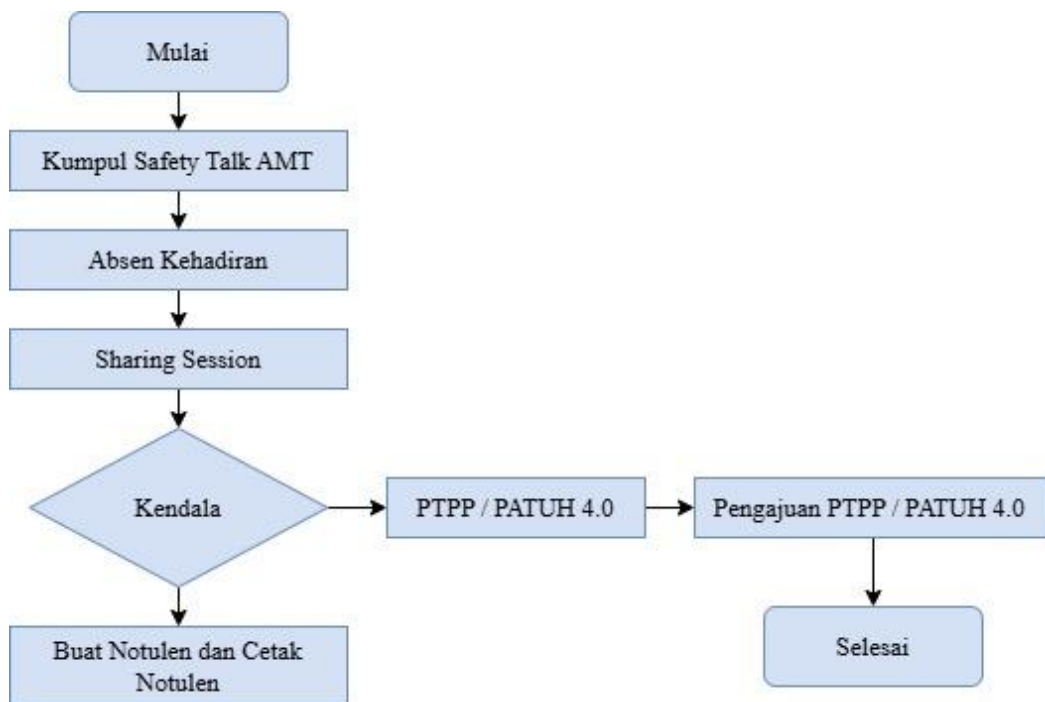 Mulai
Kumpul Safety Talk AMT
Absen Kehadiran
Sharing Session
Kendala
PTPP / PATUH 4.0
Pengajuan PTPP / PATUH 4.0
Buat Notulen dan Cetak
Notulen
Selesai